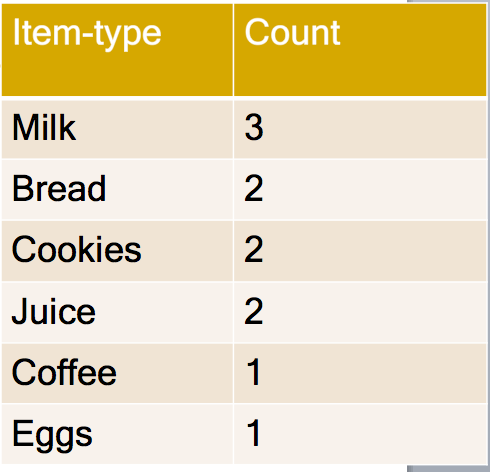 Item-type Count
Milk 3
Bread 2
Cookies 2
Juice 2
Coffee 1
Eggs 1